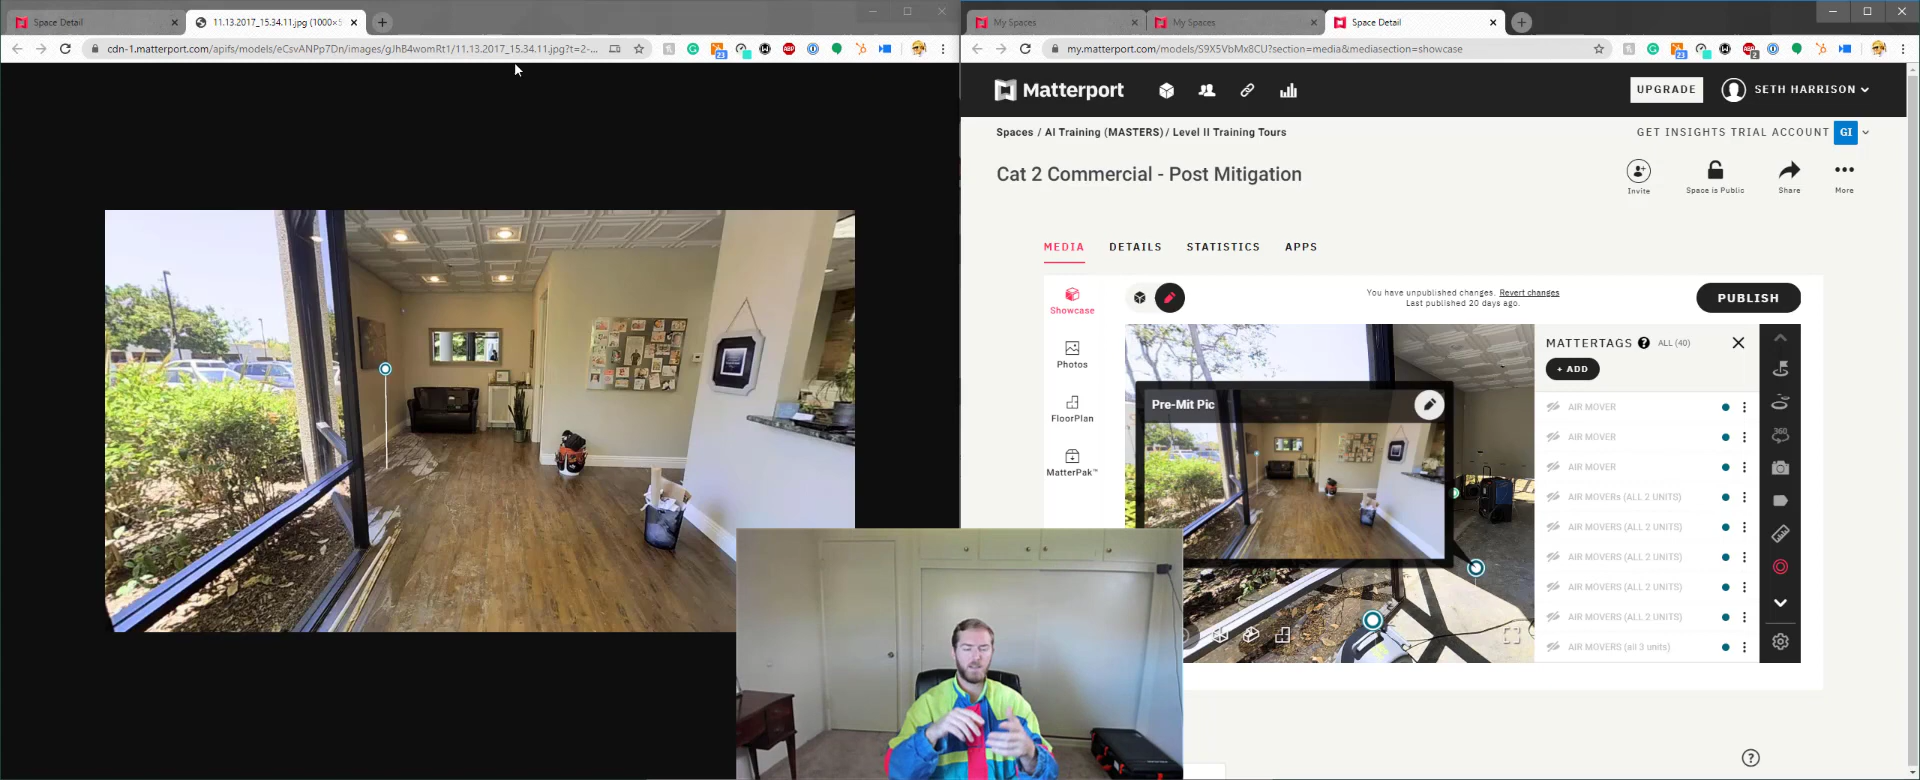 Space Detail
11.13.2017_15.34.11.jpg (1000×5
cdn-1.matterport.com/apifs/models/eCsvANPp7Dn/images/gJhB4womRt1/11.13.2017_15.34.11.jpg?t=2-...
23
My Spaces
My Spaces
Space Detail
my.matterport.com/models/S9X5VbMx8CU?section=media&mediasection=showcase
23
2
Matterport
UPGRADE
SETH HARRISON
Spaces / AI Training (MASTERS) / Level II Training Tours
GET INSIGHTS TRIAL ACCOUNT GI
Cat 2 Commercial - Post Mitigation
Invite
Space is Public
Share
More
MEDIA DETAILS STATISTICS APPS
Showcase
Photos
FloorPlan
MatterPak™
You have unpublished changes. Revert changes
Last published 20 days ago.
PUBLISH
Pre-Mit Pic
MATTERTAGS ? ALL (40)
+ ADD
AIR MOVER
AIR MOVER
AIR MOVER
AIR MOVERs (ALL 2 UNITS)
AIR MOVERS (ALL 2 UNITS)
AIR MOVERS (ALL 2 UNITS)
AIR MOVERS (ALL 2 UNITS)
AIR MOVERS (ALL 2 UNITS)
AIR MOVERS (all 3 units)
360
?